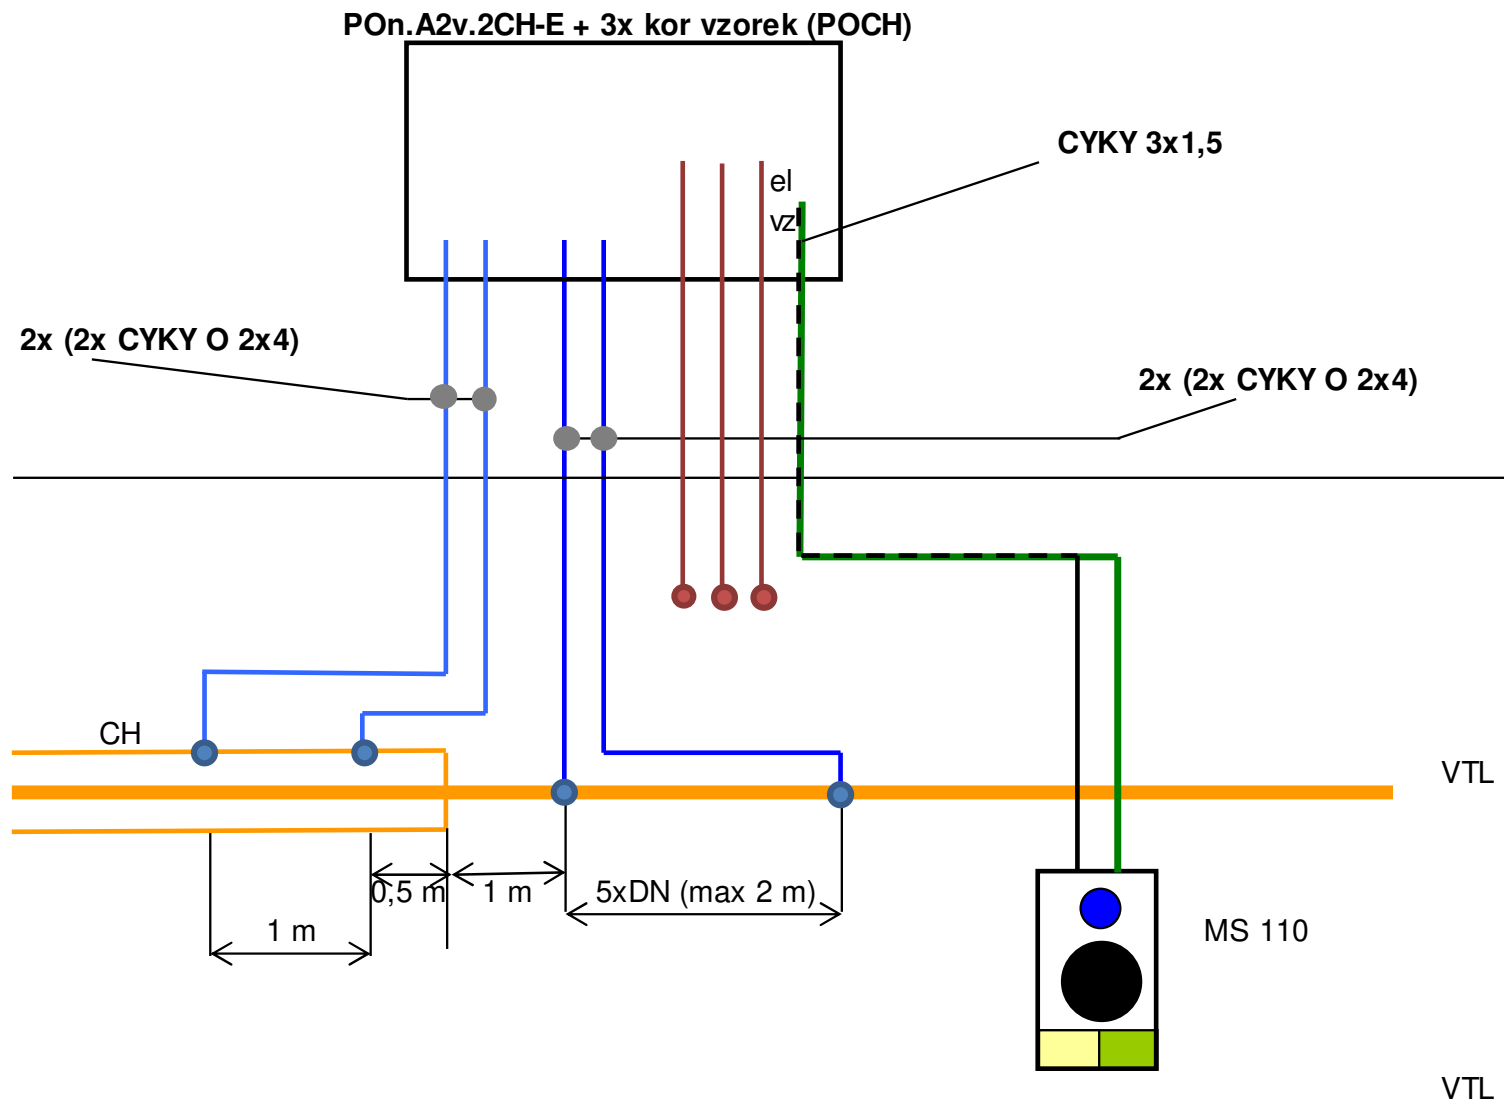 POn.A2v.2CH-E + 3x kor vzorek (POCH)
CYKY 3x1,5
el
vz
2x (2x CYKY O 2x4)
2x (2x CYKY O 2x4)
CH
VTL
0,5 m
1 m
5xDN (max 2 m)
1 m
MS 110
VTL